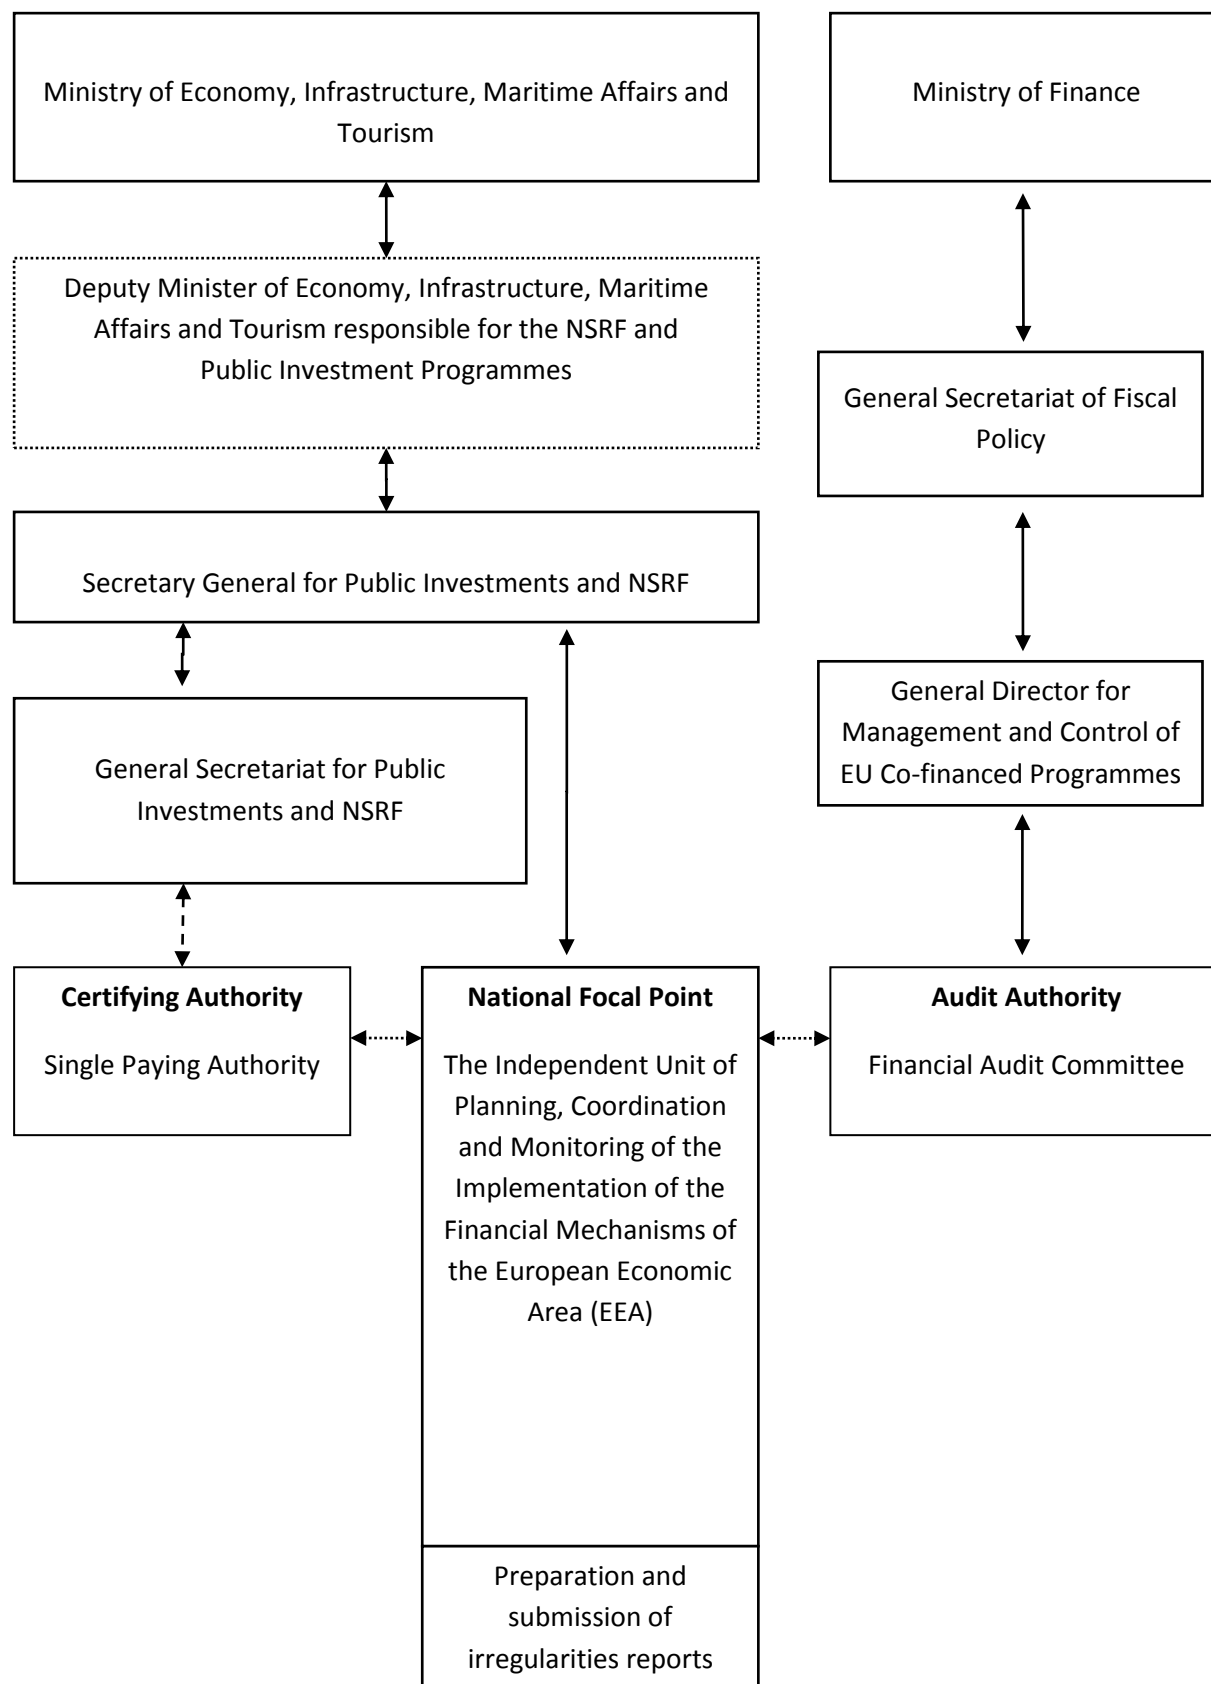 Ministry of Economy, Infrastructure, Maritime Affairs and
Tourism
Ministry of Finance
Deputy Minister of Economy, Infrastructure, Maritime
Affairs and Tourism responsible for the NSRF and
Public Investment Programmes
General Secretariat of Fiscal
Policy
Secretary General for Public Investments and NSRF
General Secretariat for Public
Investments and NSRF
General Director for
Management and Control of
EU Co-financed Programmes
Certifying Authority
Single Paying Authority
National Focal Point
The Independent Unit of
Planning, Coordination
and Monitoring of the
Implementation of the
Financial Mechanisms of
the European Economic
Area (EEA)
Audit Authority
Financial Audit Committee
Preparation and
submission of
irregularities reports